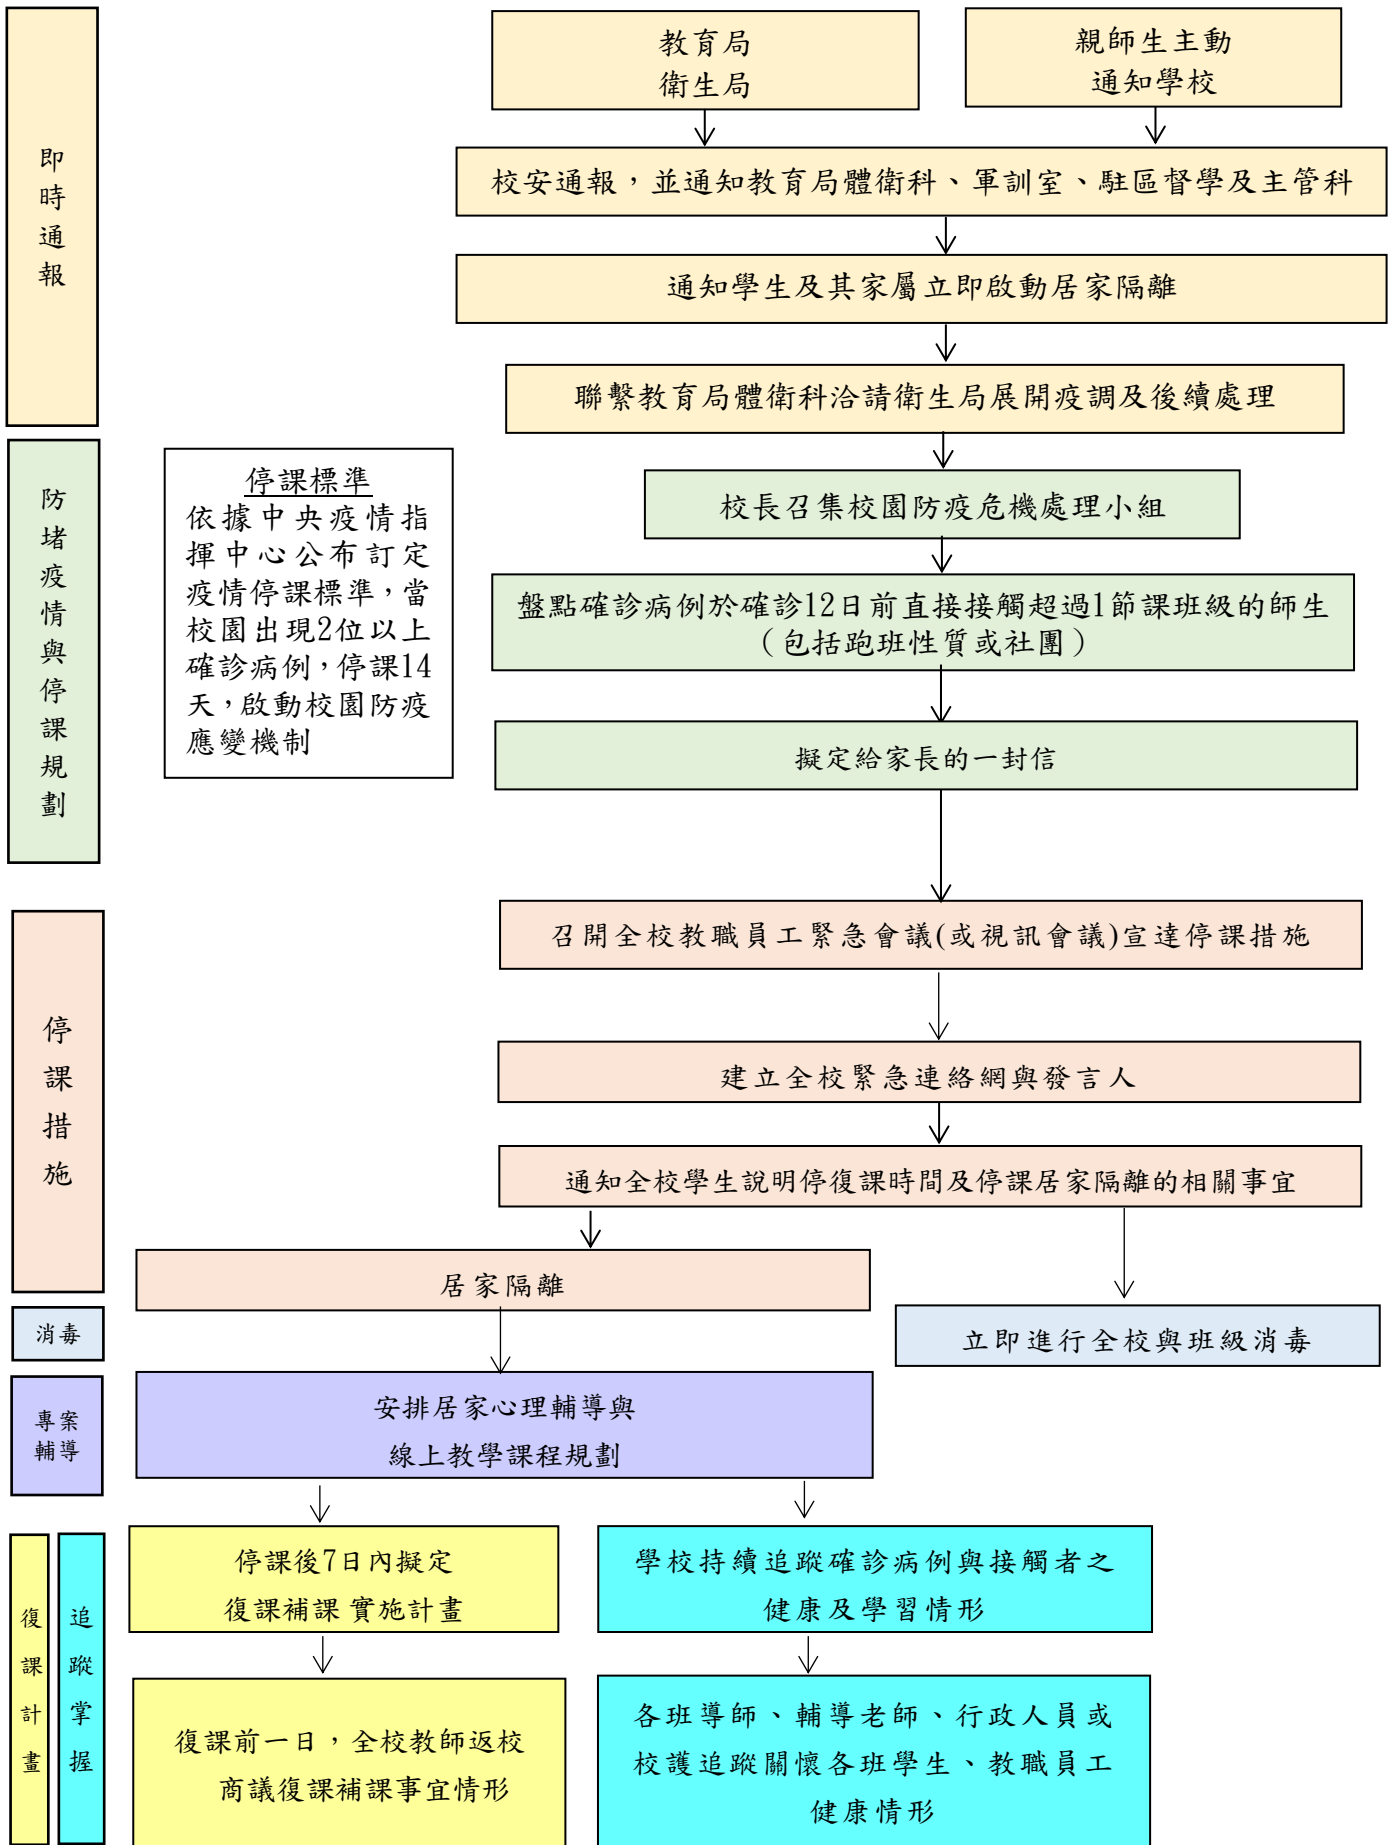 教育局
衛生局
親師生主動
通知學校
即時通報
校安通報，並通知教育局體衛科、軍訓室、駐區督學及主管科
通知學生及其家屬立即啟動居家隔離
聯繫教育局體衛科洽請衛生局展開疫調及後續處理
防堵疫情與停課規劃
停課標準
依據中央疫情指
揮中心公布訂定
疫情停課標準，當
校園出現2位以上
確診病例，停課14
天，啟動校園防疫
應變機制
校長召集校園防疫危機處理小組
盤點確診病例於確診12日前直接接觸超過1節課班級的師生
（包括跑班性質或社團）
擬定給家長的一封信
停課措施
召開全校教職員工緊急會議(或視訊會議)宣達停課措施
建立全校緊急連絡網與發言人
通知全校學生說明停復課時間及停課居家隔離的相關事宜
居家隔離
消毒
立即進行全校與班級消毒
專案
輔導
安排居家心理輔導與
線上教學課程規劃
復課計畫
追蹤掌握
停課後7日內擬定
復課補課 實施計畫
學校持續追蹤確診病例與接觸者之
健康及學習情形
復課前一日，全校教師返校
商議復課補課事宜情形
各班導師、輔導老師、行政人員或
校護追蹤關懷各班學生、教職員工
健康情形